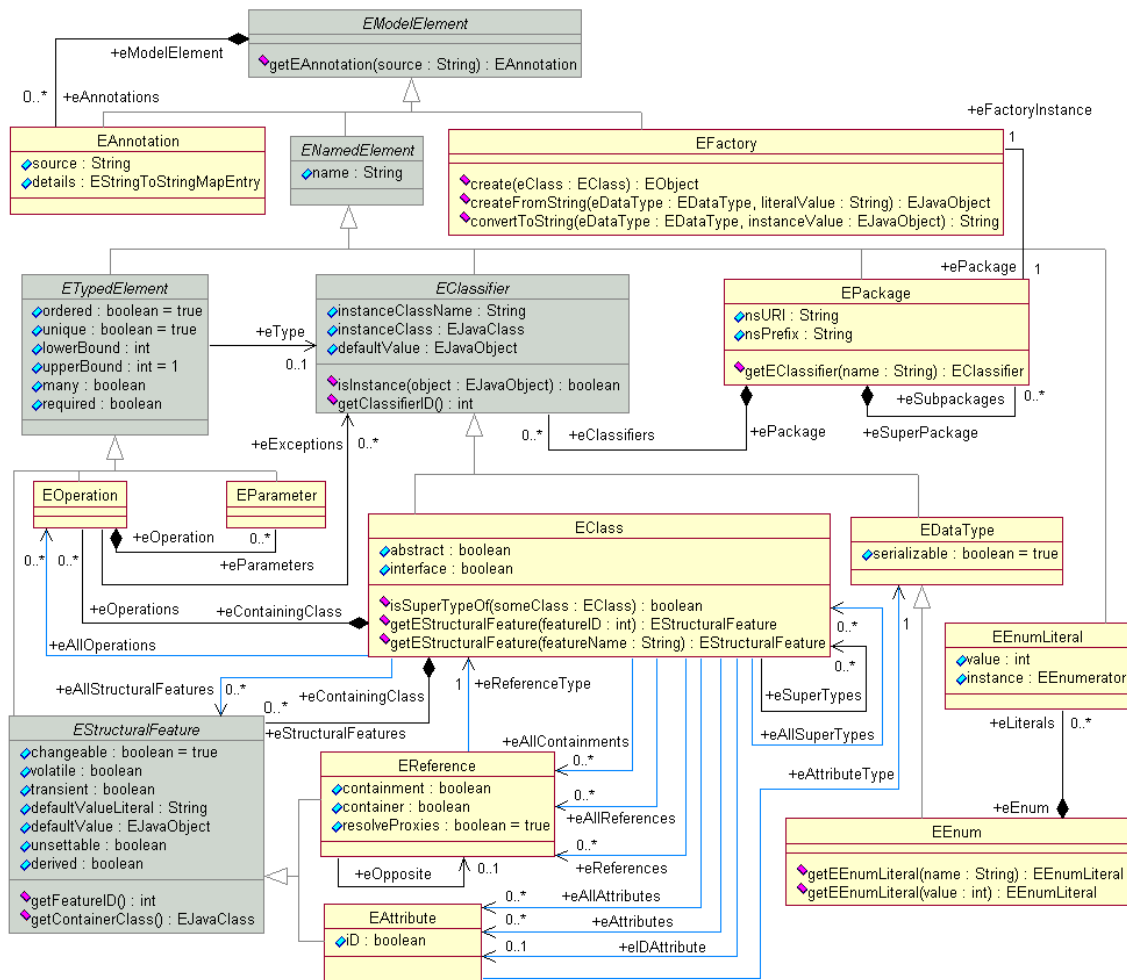 EModelElement
getEAnnotation(source : String) : EAnnotation
+eModelElement
0..*
+eAnnotations
EAnnotation
source : String
details : EStringToStringMapEntry
ENamedElement
name : String
EFactory
create(eClass : EClass) : EObject
createFromString(eDataType : EDataType, literalValue : String) : EJavaObject
convertToString(eDataType : EDataType, instanceValue : EJavaObject) : String
+eFactoryInstance
1
+ePackage
1
ETypedElement
ordered : boolean = true
unique : boolean = true
lowerBound : int
upperBound : int = 1
many : boolean
required : boolean
+eType
0..1
EClassifier
instanceClassName : String
instanceClass : EJavaClass
defaultValue : EJavaObject
isInstance(object : EJavaObject) : boolean
getClassifierID() : int
EPackage
nsURI : String
nsPrefix : String
getEClassifier(name : String) : EClassifier
+eSubpackages
0..*
+eSuperPackage
+ePackage
+eClassifiers
0..*
+eExceptions
0..*
EOperation
EParameter
+eOperation
0..*
+eParameters
0..*
0..*
+eOperations
+eContainingClass
+eAllOperations
EClass
abstract : boolean
interface : boolean
isSuperTypeOf(someClass : EClass) : boolean
getEStructuralFeature(featureID : int) : EStructuralFeature
getEStructuralFeature(featureName : String) : EStructuralFeature
EDataType
serializable : boolean = true
1
0..*
0..*
+eSuperTypes
+eAllSuperTypes
EEnumLiteral
value : int
instance : EEnumerator
+eLiterals
0..*
+eEnum
EEnum
getEEnumLiteral(name : String) : EEnumLiteral
getEEnumLiteral(value : int) : EEnumLiteral
+eAttributeType
+eAllStructuralFeatures
0..*
+eContainingClass
0..*
+eStructuralFeatures
1
+eReferenceType
EStructuralFeature
changeable : boolean = true
volatile : boolean
transient : boolean
defaultValueLiteral : String
defaultValue : EJavaObject
unsettable : boolean
derived : boolean
getFeatureID() : int
getContainerClass() : EJavaClass
EReference
containment : boolean
container : boolean
resolveProxies : boolean = true
+eAllContainments
0..*
0..*
+eAllReferences
0..*
+eReferences
+eOpposite
0..1
EAttribute
iD : boolean
+eAllAttributes
0..*
0..*
+eAttributes
0..1
+eIDAttribute